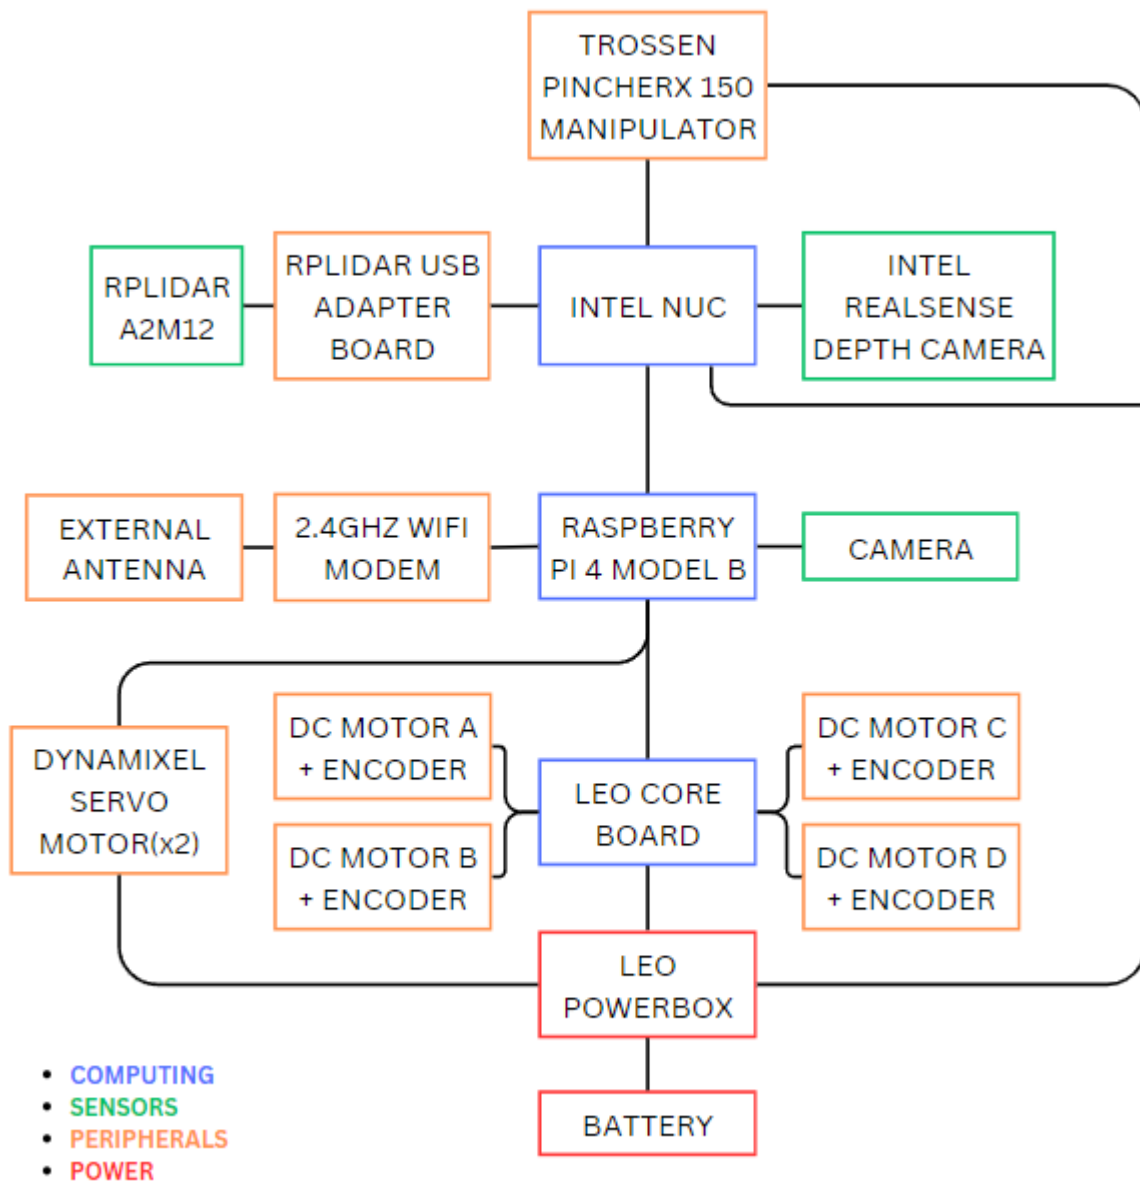 TROSSEN
PINCHERX 150
MANIPULATOR
RPLIDAR
A2M12
RPLIDAR USB
ADAPTER
BOARD
INTEL NUC
INTEL
REALSENSE
DEPTH CAMERA
EXTERNAL
ANTENNA
2.4GHZ WIFI
MODEM
RASPBERRY
PI 4 MODEL B
CAMERA
DYNAMIXEL
SERVO
MOTOR(x2)
DC MOTOR A
+ ENCODER
DC MOTOR B
+ ENCODER
LEO CORE
BOARD
DC MOTOR C
+ ENCODER
DC MOTOR D
+ ENCODER
LEO
POWERBOX
BATTERY
• COMPUTING
• SENSORS
• PERIPHERALS
• POWER